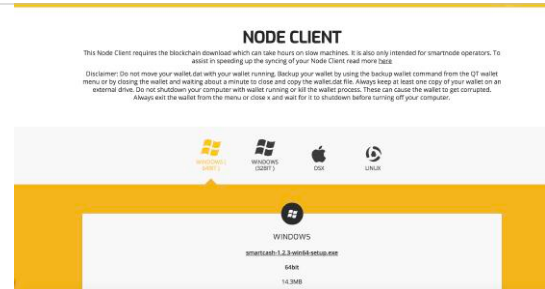 NODE CLIENT
This Node Client requires the blockchain download which can take hours on slow machines. It is also only intended for smartnode operators. To
assist in speeding up the syncing of your Node Client read more here
Disclaimer: Do not move your wallet.dat with your wallet running. Backup your wallet by using the backup wallet command from the QT wallet
menu or by closing the wallet and waiting about a minute to close and copy the wallet.dat file. Always keep at least one copy of your wallet on an
external drive. Do not shutdown your computer with wallet running or kill the wallet process. These can cause the wallet to get corrupted.
Always exit the wallet from the menu or close x and wait for it to shutdown before turning off your computer.
WINDOWS (
64BIT )
WINDOWS
(32BIT )
OSX
LINUX
WINDOWS
smartcash-1.2.3-win64-setup.exe
64bit
14.3MB